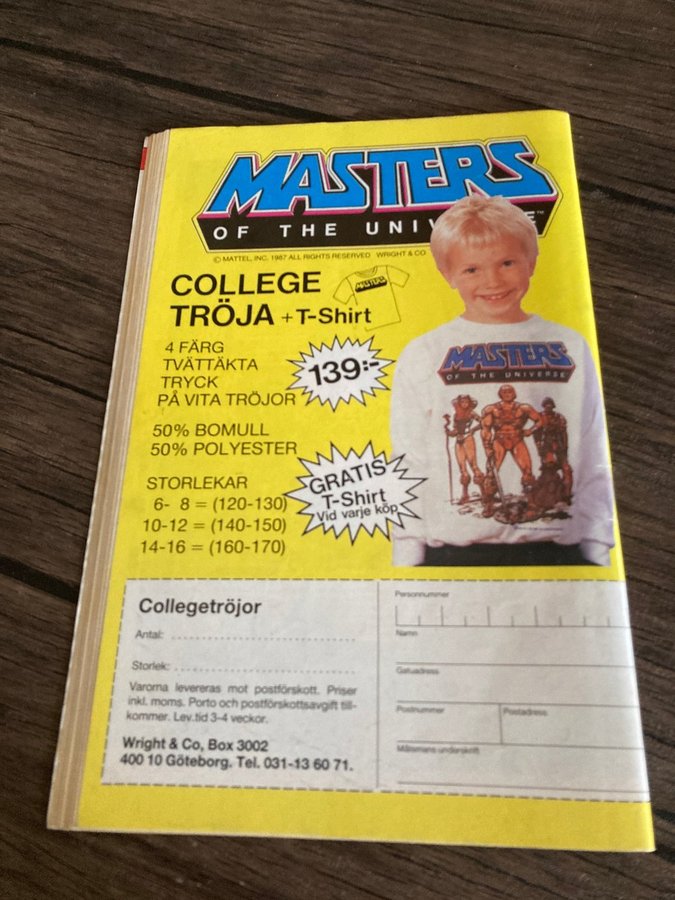 MASTERS
OF THE UNIVERSE™
© MATTEL, INC. 1987 ALL RIGHTS RESERVED WRIGHT & CO
COLLEGE
TRÖJA + T-Shirt
MASTERS
4 FÄRG
TVÄTTÄKTA
TRYCK
PÅ VITA TRÖJOR
139:-
50% BOMULL
50% POLYESTER
STORLEKAR
6- 8 = (120-130)
10-12 = (140-150)
14-16 = (160-170)
GRATIS
T-Shirt
Vid varje köp
MASTERS
OF THE UNIVERSE
Collegetröjor
Antal:
Storlek:
Varorna levereras mot postförskott. Priser
inkl. moms. Porto och postförskottsavgift till-
kommer. Lev.tid 3-4 veckor.
Wright & Co, Box 3002
400 10 Göteborg. Tel. 031-13 60 71.
Personnummer
Namn
Gatuadress
Postnummer
Postadress
Målsmans underskrift